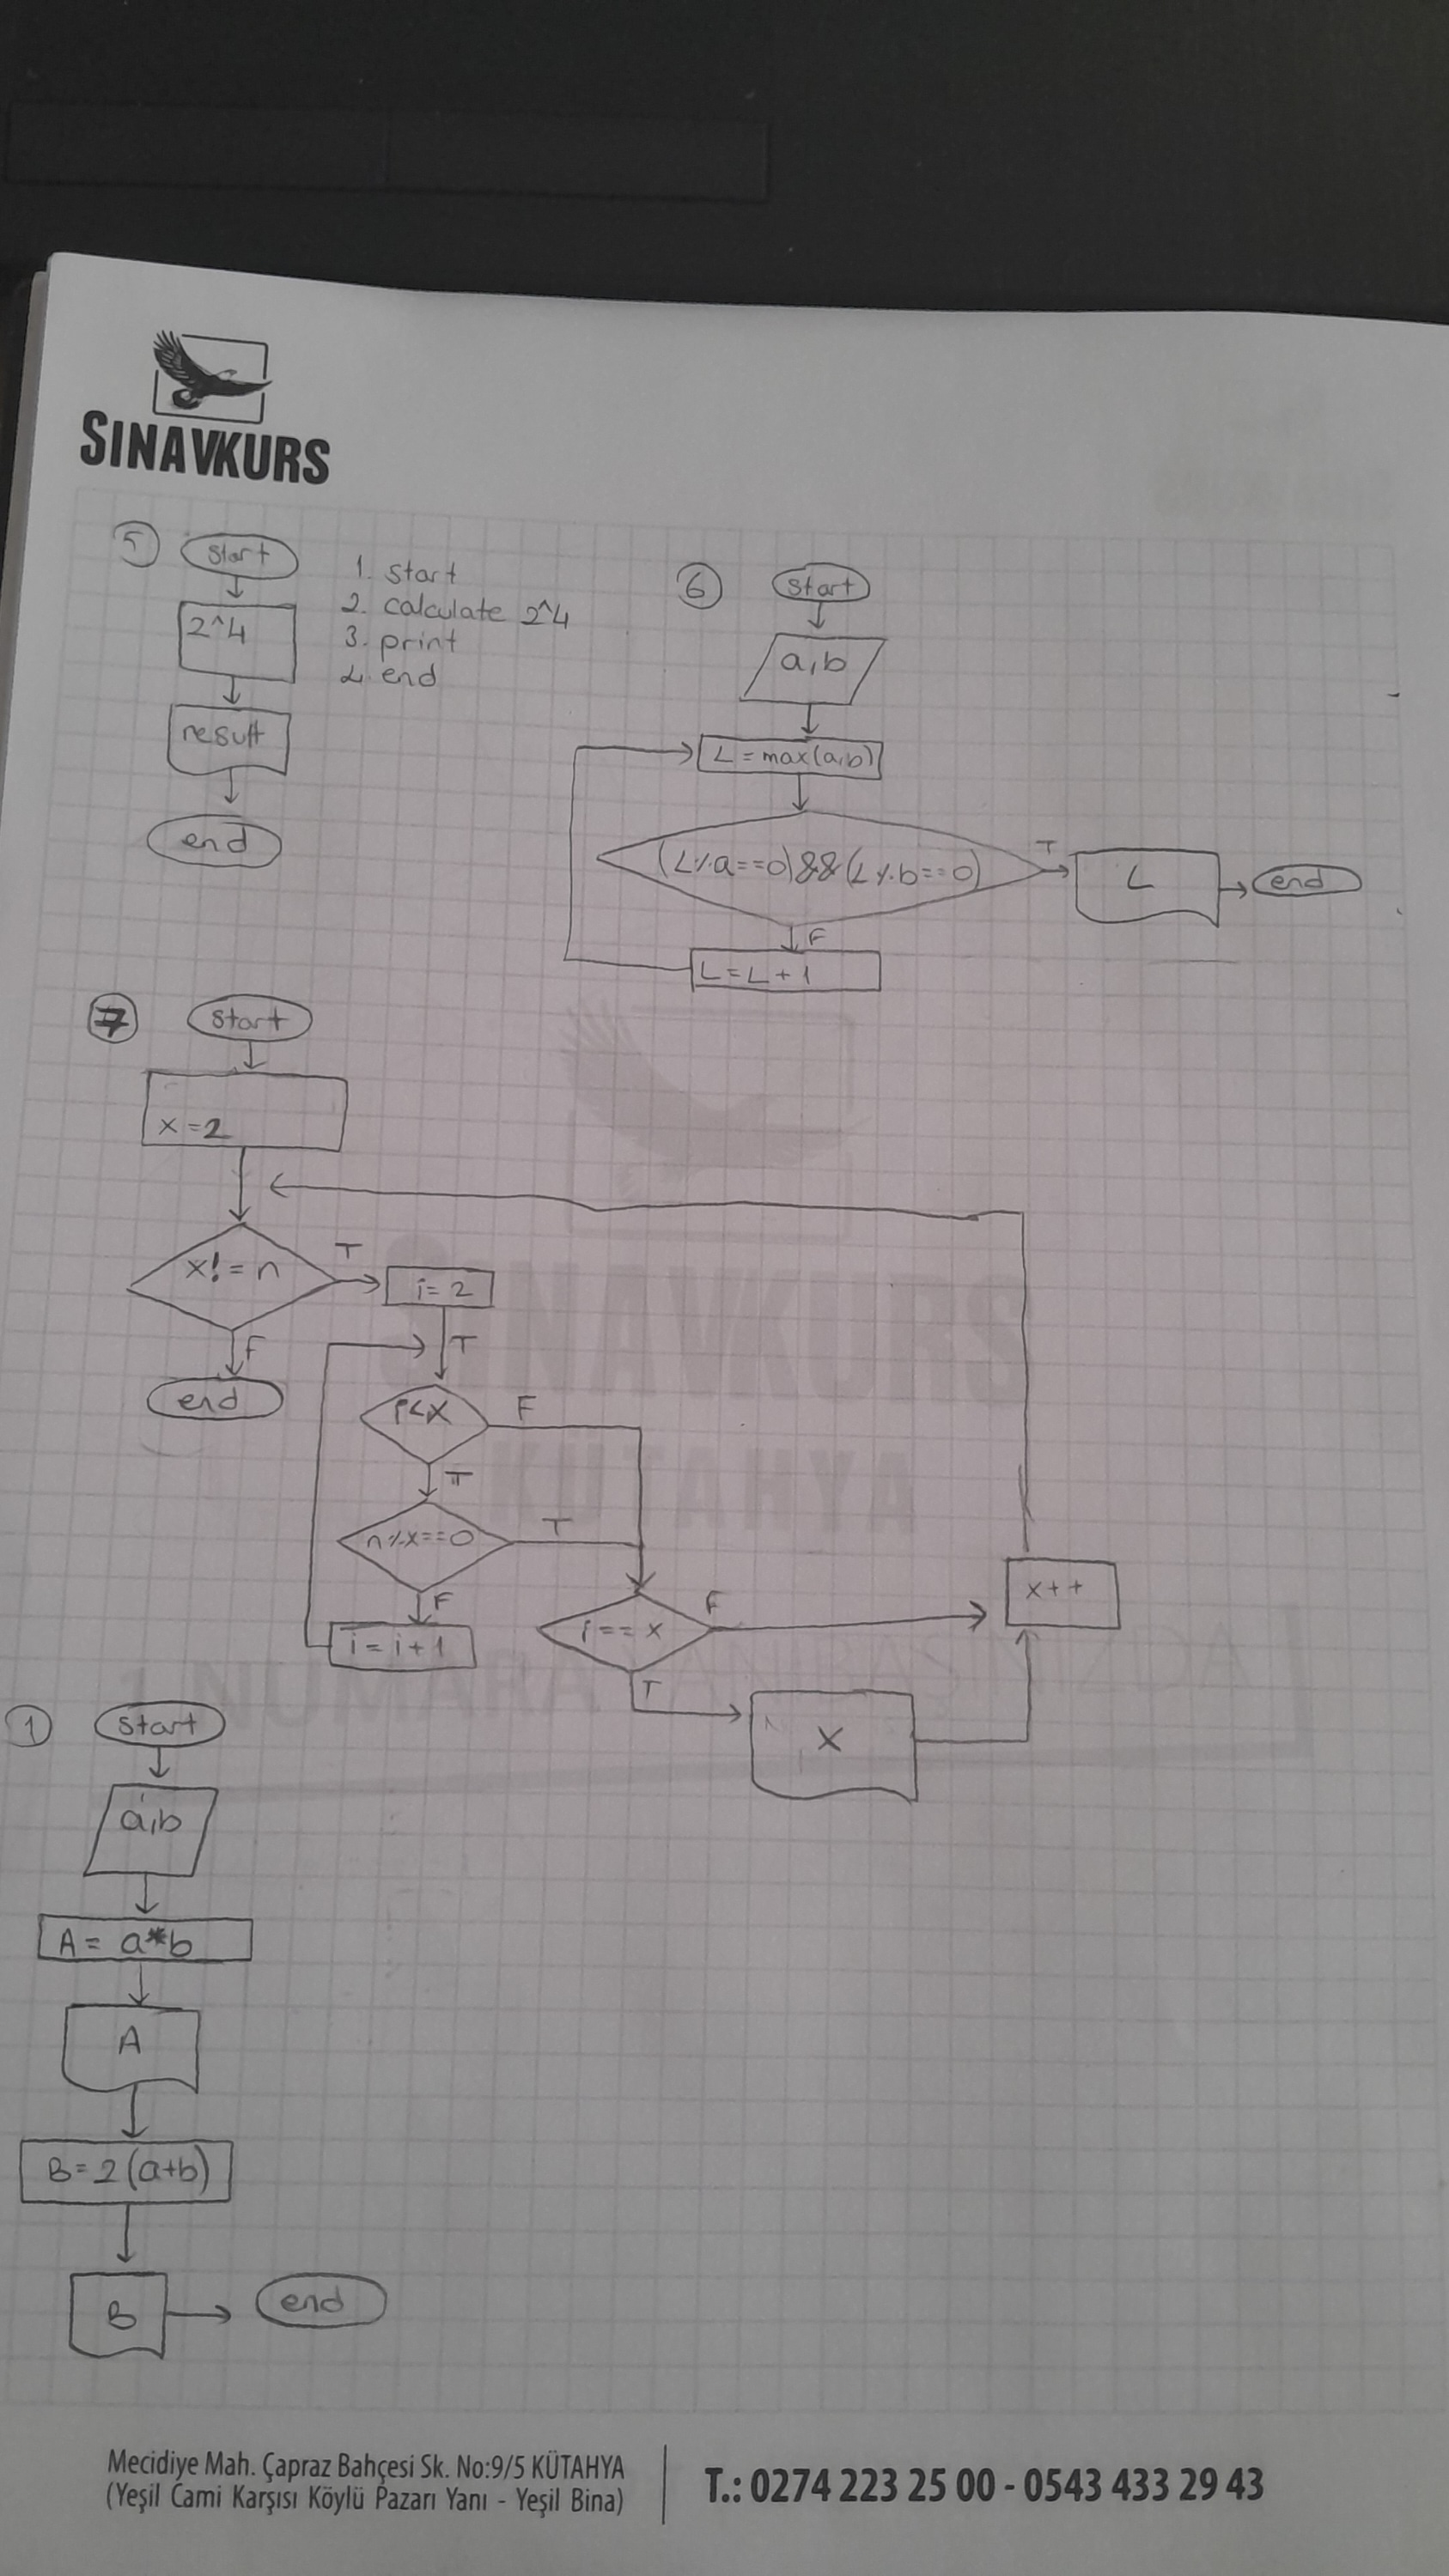 SINAVKURS
5
start
2^4
result
end
1. start
2. calculate 2^4
3. print
4. end
6
start
a,b
L = max(a,b)
(L%a==0)&&(L%b==0)
T
L
end
F
L=L+1
7
start
x=2
x!=n
T
i=2
F
T
end
i<x
F
T
n%x==0
T
F
i=i+1
i==x
F
x++
T
X
1
start
a,b
A= a*b
A
B=2(a+b)
B
end
SINAVKURS
KÜTAHYA
1 NUMARA
Mecidiye Mah. Çapraz Bahçesi Sk. No:9/5 KÜTAHYA
(Yeşil Cami Karşısı Köylü Pazarı Yanı - Yeşil Bina)
T.: 0274 223 25 00 - 0543 433 29 43